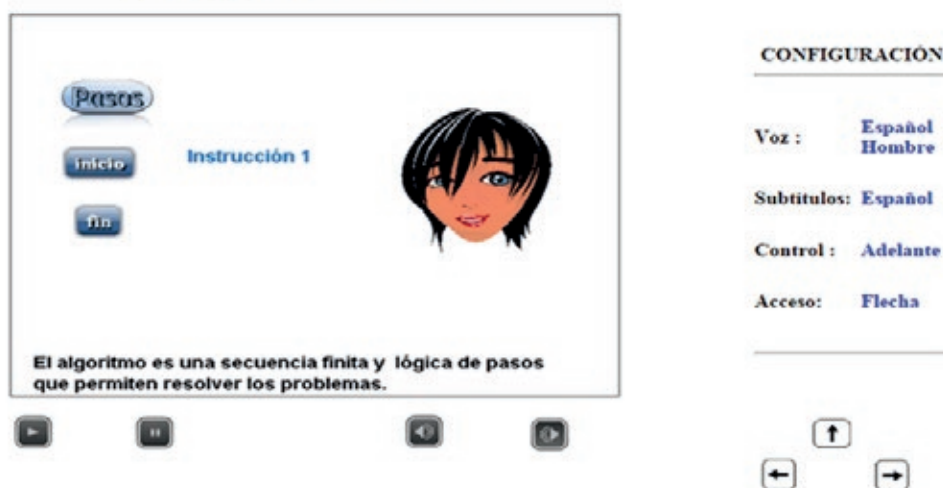 Pasos
inicio
Instrucción 1
fin
El algoritmo es una secuencia finita y lógica de pasos
que permiten resolver los problemas.
CONFIGURACIÓN
Voz : Español
Hombre
Subtítulos: Español
Control : Adelante
Acceso: Flecha